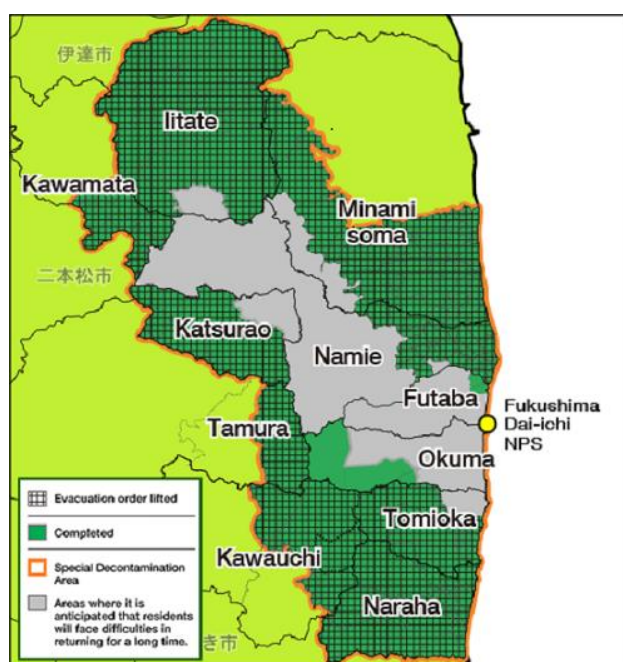 伊達市
Iitate
Kawamata
Minami
soma
二本松市
Katsurao
Namie
Futaba
Fukushima
Dai-ichi
NPS
Tamura
Okuma
Tomioka
Kawauchi
Naraha
Evacuation order lifted
Completed
Special Decontamination
Area
Areas where it is
anticipated that residents
will face difficulties in
returning for a long time.
き市